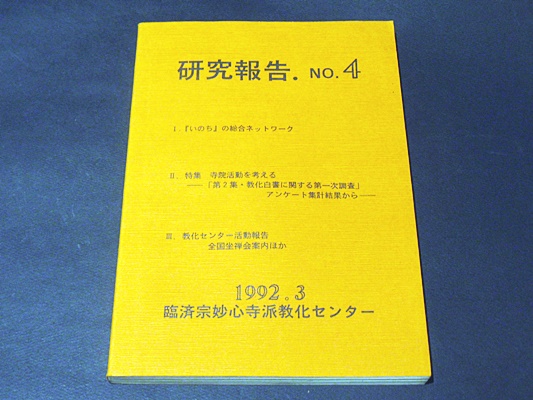 研究報告. NO.4
Ⅰ.『いのち』の総合ネットワーク
Ⅱ. 特集 寺院活動を考える
――「第2集・教化白書に関する第一次調査」
アンケート集計結果から――
Ⅲ. 教化センター活動報告
全国坐禅会案内ほか
1992.3
臨済宗妙心寺派教化センター